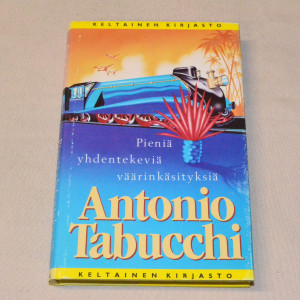 KELTAINEN KIRJASTO
Pieniä
yhdentekeviä
väärinkäsityksiä
Antonio
Tabucchi
KELTAINEN KIRJASTO